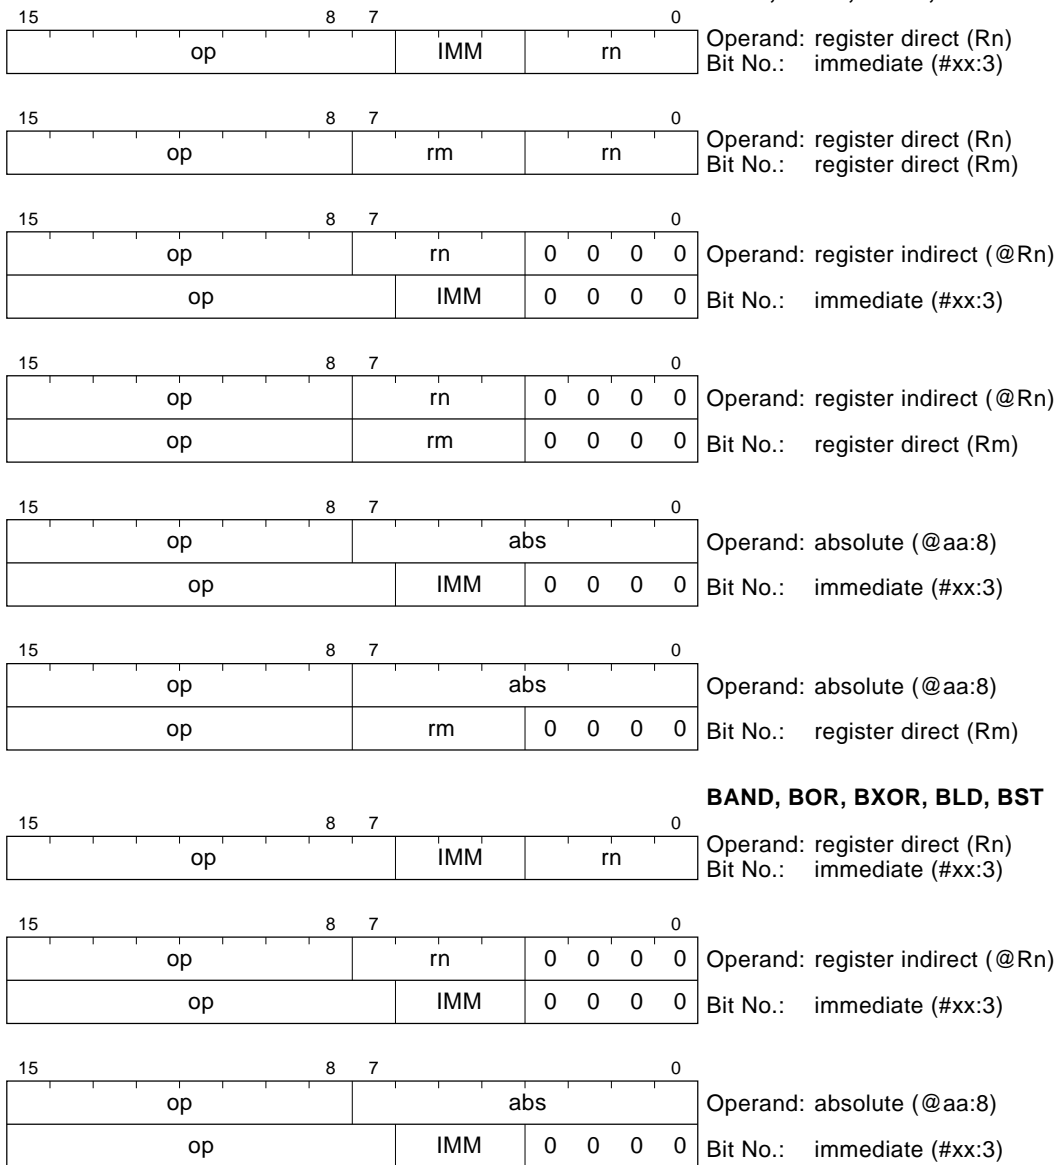 15 8 7 0
op IMM rn Operand: register direct (Rn)
Bit No.: immediate (#xx:3)
15 8 7 0
op rm rn Operand: register direct (Rn)
Bit No.: register direct (Rm)
15 8 7 0
op rn 0 0 0 0 Operand: register indirect (@Rn)
op IMM 0 0 0 0 Bit No.: immediate (#xx:3)
15 8 7 0
op rn 0 0 0 0 Operand: register indirect (@Rn)
op rm 0 0 0 0 Bit No.: register direct (Rm)
15 8 7 0
op abs Operand: absolute (@aa:8)
op IMM 0 0 0 0 Bit No.: immediate (#xx:3)
15 8 7 0
op abs Operand: absolute (@aa:8)
op rm 0 0 0 0 Bit No.: register direct (Rm)
BAND, BOR, BXOR, BLD, BST
15 8 7 0
op IMM rn Operand: register direct (Rn)
Bit No.: immediate (#xx:3)
15 8 7 0
op rn 0 0 0 0 Operand: register indirect (@Rn)
op IMM 0 0 0 0 Bit No.: immediate (#xx:3)
15 8 7 0
op abs Operand: absolute (@aa:8)
op IMM 0 0 0 0 Bit No.: immediate (#xx:3)